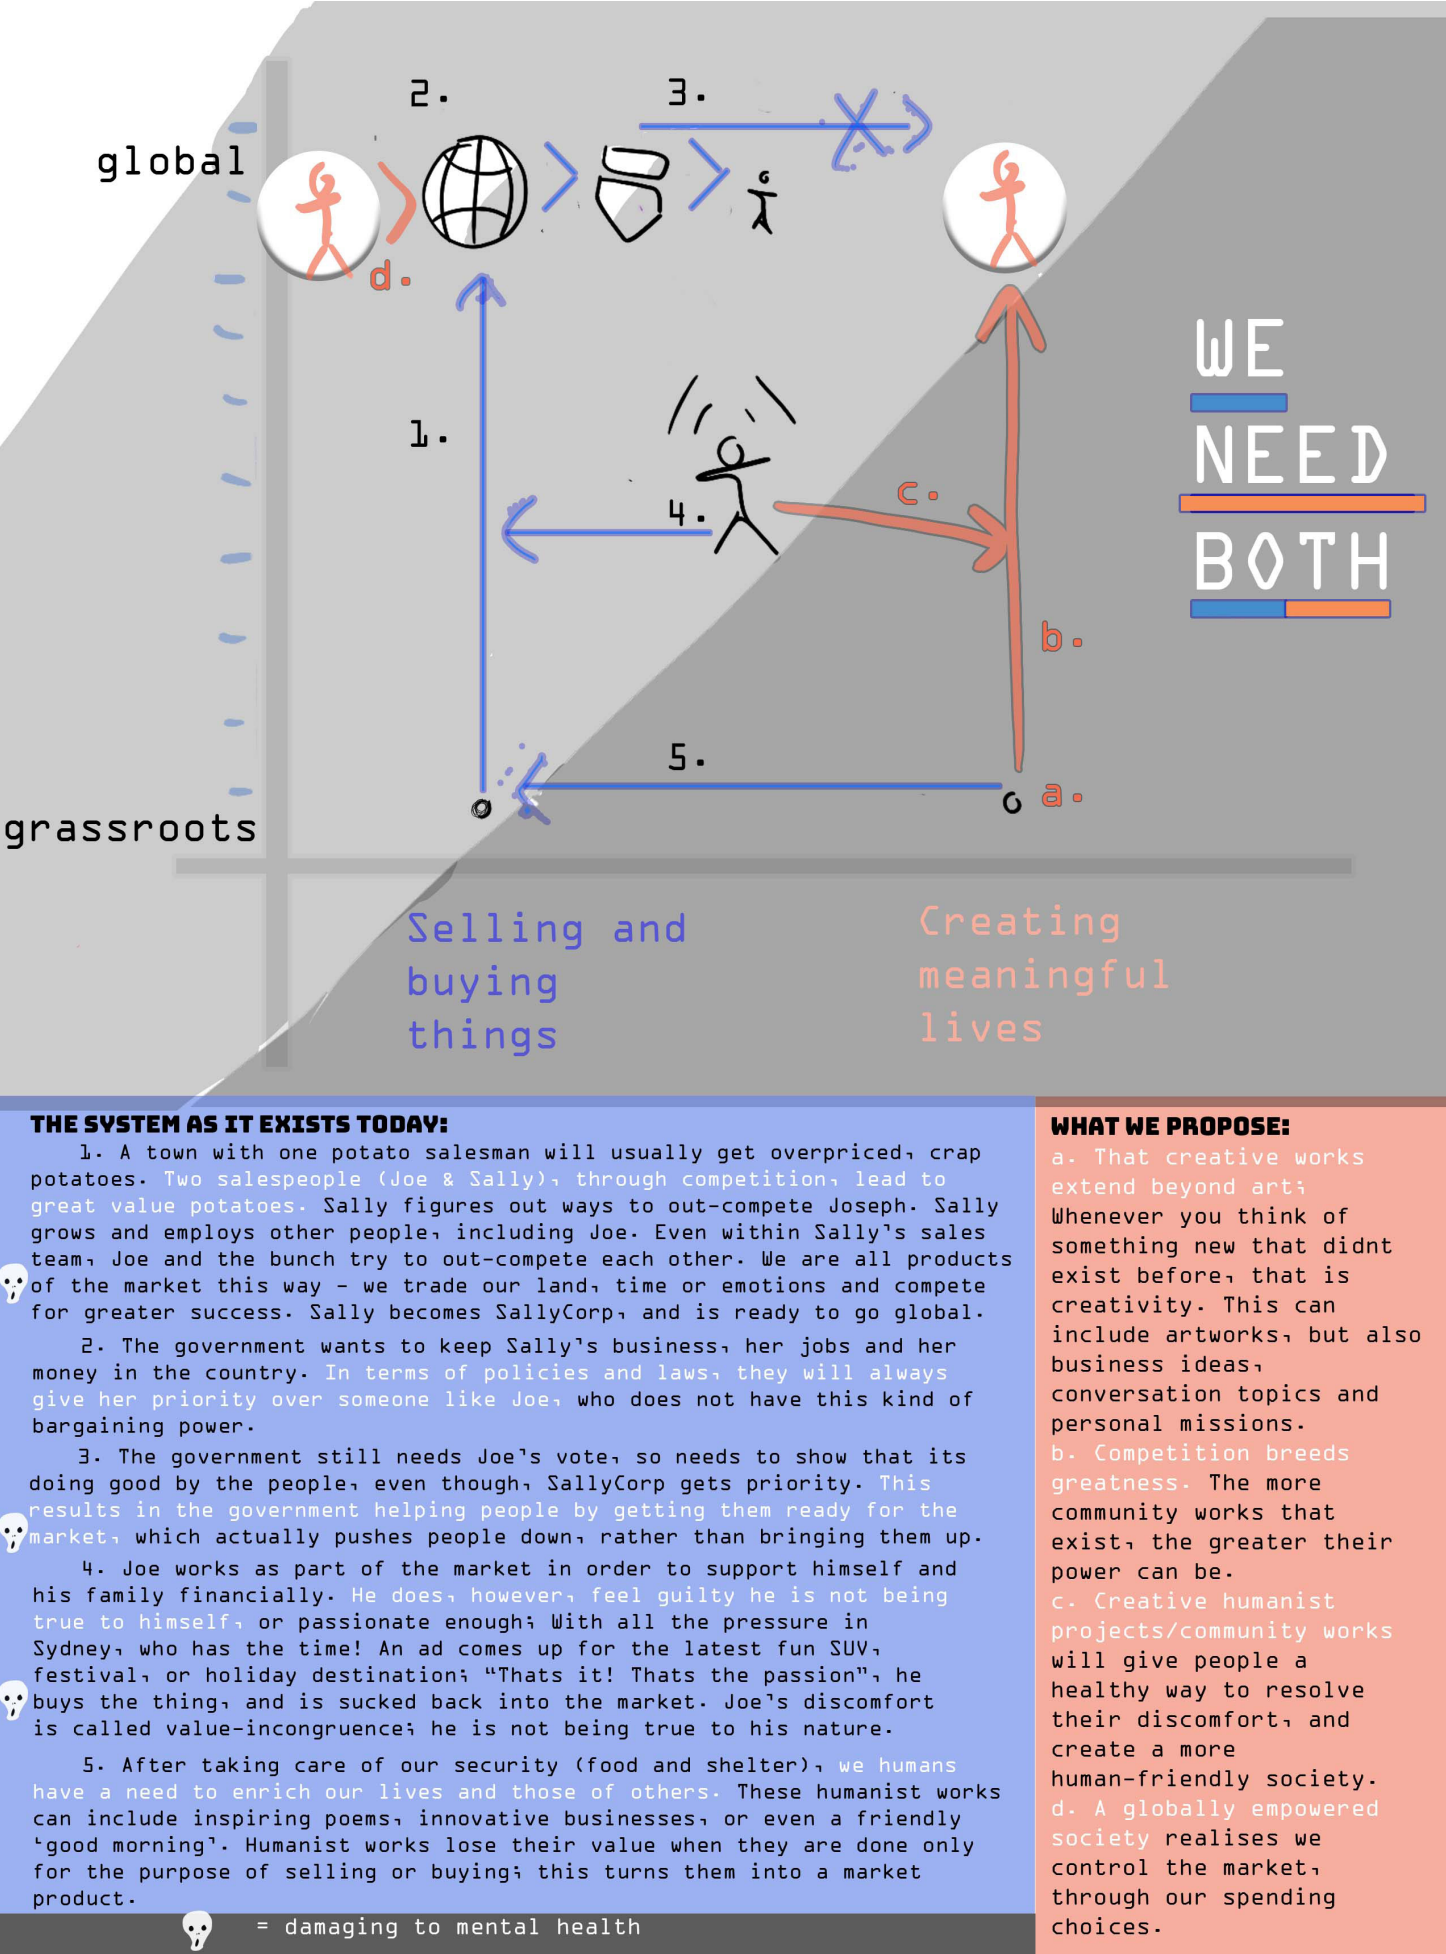 2.
3.
global
d.
1.
WE
NEED
BOTH
c.
4.
b.
5.
a.
grassroots
Selling and
buying
things
Creating
meaningful
lives
THE SYSTEM AS IT EXISTS TODAY:
1. A town with one potato salesman will usually get overpriced, crap
potatoes. Two salespeople (Joe & Sally), through competition, lead to
great value potatoes. Sally figures out ways to out-compete Joseph. Sally
grows and employs other people, including Joe. Even within Sally's sales
team, Joe and the bunch try to out-compete each other. We are all products
of the market this way - we trade our land, time or emotions and compete
for greater success. Sally becomes SallyCorp, and is ready to go global.
2. The government wants to keep Sally's business, her jobs and her
money in the country. In terms of policies and laws, they will always
give her priority over someone like Joe, who does not have this kind of
bargaining power.
3. The government still needs Joe's vote, so needs to show that its
doing good by the people, even though, SallyCorp gets priority. This
results in the government helping people by getting them ready for the
market, which actually pushes people down, rather than bringing them up.
4. Joe works as part of the market in order to support himself and
his family financially. He does, however, feel guilty he is not being
true to himself, or passionate enough; With all the pressure in
Sydney, who has the time! An ad comes up for the latest fun SUV,
festival, or holiday destination; "Thats it! Thats the passion", he
buys the thing, and is sucked back into the market. Joe's discomfort
is called value-incongruence; he is not being true to his nature.
5. After taking care of our security (food and shelter), we humans
have a need to enrich our lives and those of others. These humanist works
can include inspiring poems, innovative businesses, or even a friendly
'good morning'. Humanist works lose their value when they are done only
for the purpose of selling or buying; this turns them into a market
product.
= damaging to mental health
WHAT WE PROPOSE:
a. That creative works
extend beyond art;
Whenever you think of
something new that didnt
exist before, that is
creativity. This can
include artworks, but also
business ideas,
conversation topics and
personal missions.
b. Competition breeds
greatness. The more
community works that
exist, the greater their
power can be.
c. Creative humanist
projects/community works
will give people a
healthy way to resolve
their discomfort, and
create a more
human-friendly society.
d. A globally empowered
society realises we
control the market,
through our spending
choices.